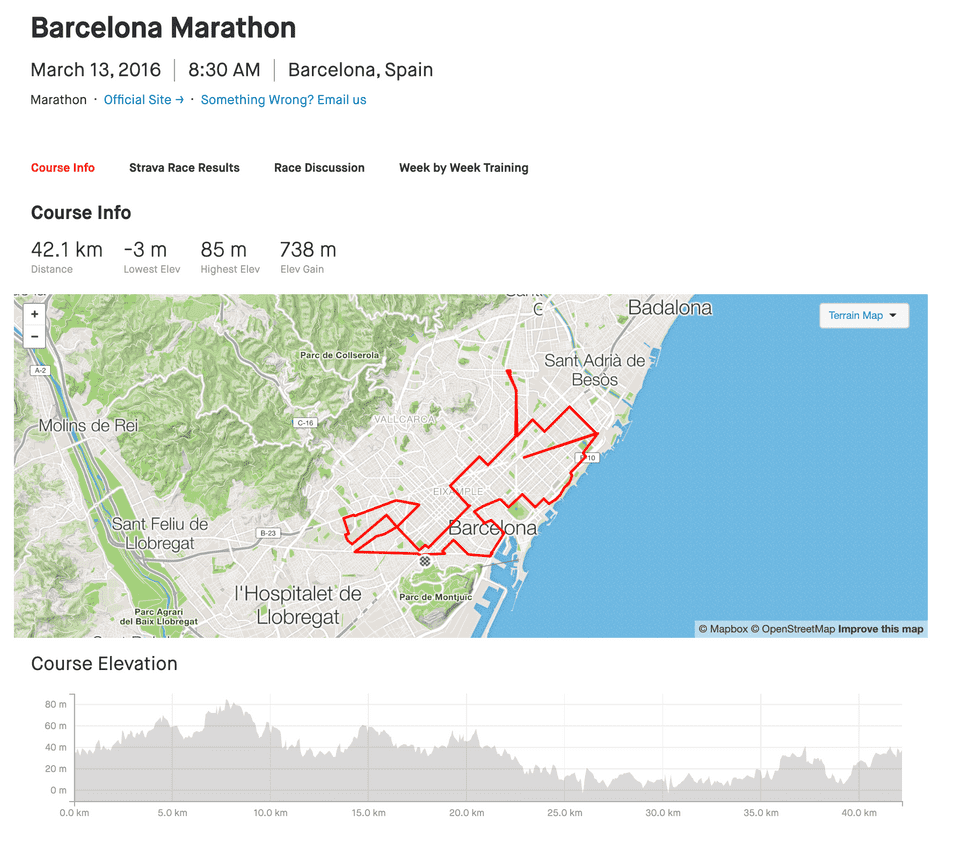 Barcelona Marathon
March 13, 2016 | 8:30 AM | Barcelona, Spain
Marathon · Official Site → · Something Wrong? Email us
Course Info Strava Race Results Race Discussion Week by Week Training
Course Info
42.1 km -3 m 85 m 738 m
Distance Lowest Elev Highest Elev Elev Gain
Badalona
+
Terrain Map
−
Parc de Collserola
Sant Adrià de
Besòs
A-2
C-16
VALLCARCA
Molins de Rei
EIXAMPLE
Sant Feliu de
Llobregat
B-23
Barcelona
l'Hospitalet de
Llobregat
Parc de Montjuïc
Parc Agrari
del Baix Llobregat
© Mapbox © OpenStreetMap Improve this map
Course Elevation
80 m
60 m
40 m
20 m
0 m
0.0 km 5.0 km 10.0 km 15.0 km 20.0 km 25.0 km 30.0 km 35.0 km 40.0 km